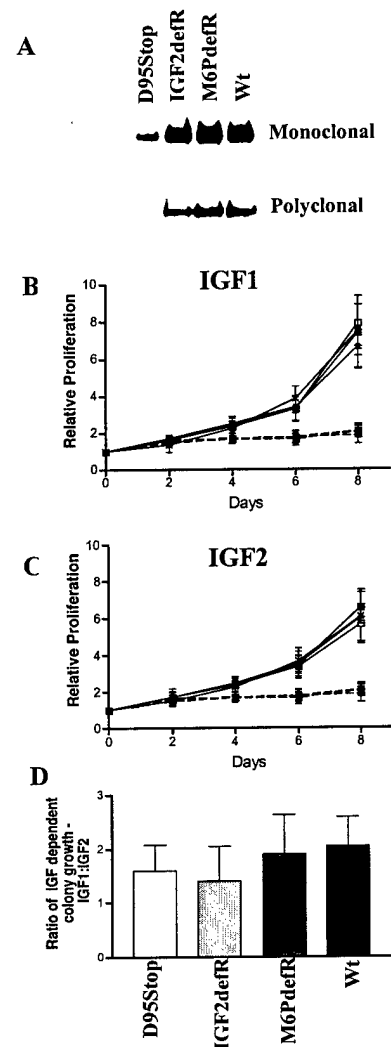 A
D95Stop
IGF2defR
M6PdefR
Wt
Monoclonal
Polyclonal
B
IGF1
Relative Proliferation
10
8
6
4
2
0
0 2 4 6 8
Days
C
IGF2
Relative Proliferation
10
8
6
4
2
0
0 2 4 6 8
Days
D
Ratio of IGF dependent
colony growth -
IGF1:IGF2
3
2
1
0
D95Stop
IGF2defR
M6PdefR
Wt